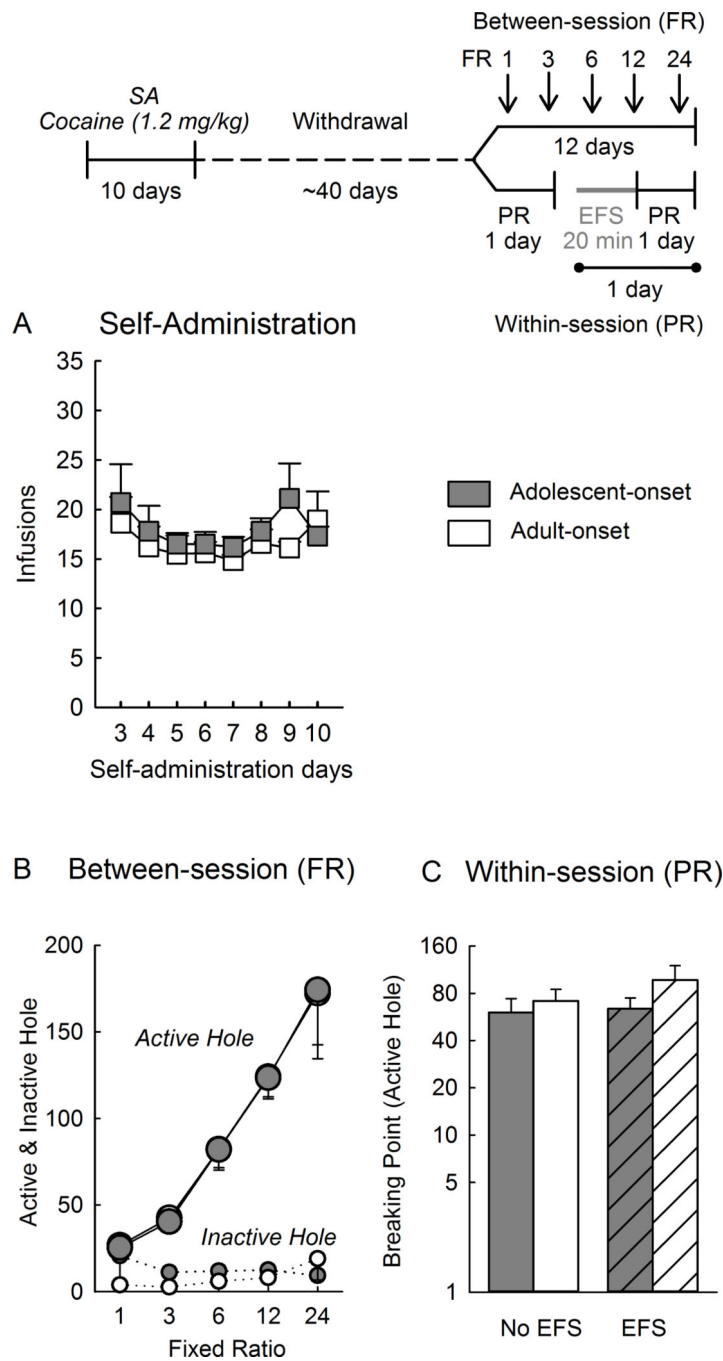 Between-session (FR)
FR 1 3 6 12 24
SA
Cocaine (1.2 mg/kg)
Withdrawal
12 days
10 days
~40 days
PR
1 day
EFS
20 min
PR
1 day
1 day
Within-session (PR)
A Self-Administration
35
30
25
20
15
10
5
0
Infusions
3 4 5 6 7 8 9 10
Self-administration days
Adolescent-onset
Adult-onset
B Between-session (FR)
200
150
100
50
0
Active & Inactive Hole
Active Hole
Inactive Hole
1 3 6 12 24
Fixed Ratio
C Within-session (PR)
160
80
40
20
10
5
1
Breaking Point (Active Hole)
No EFS EFS